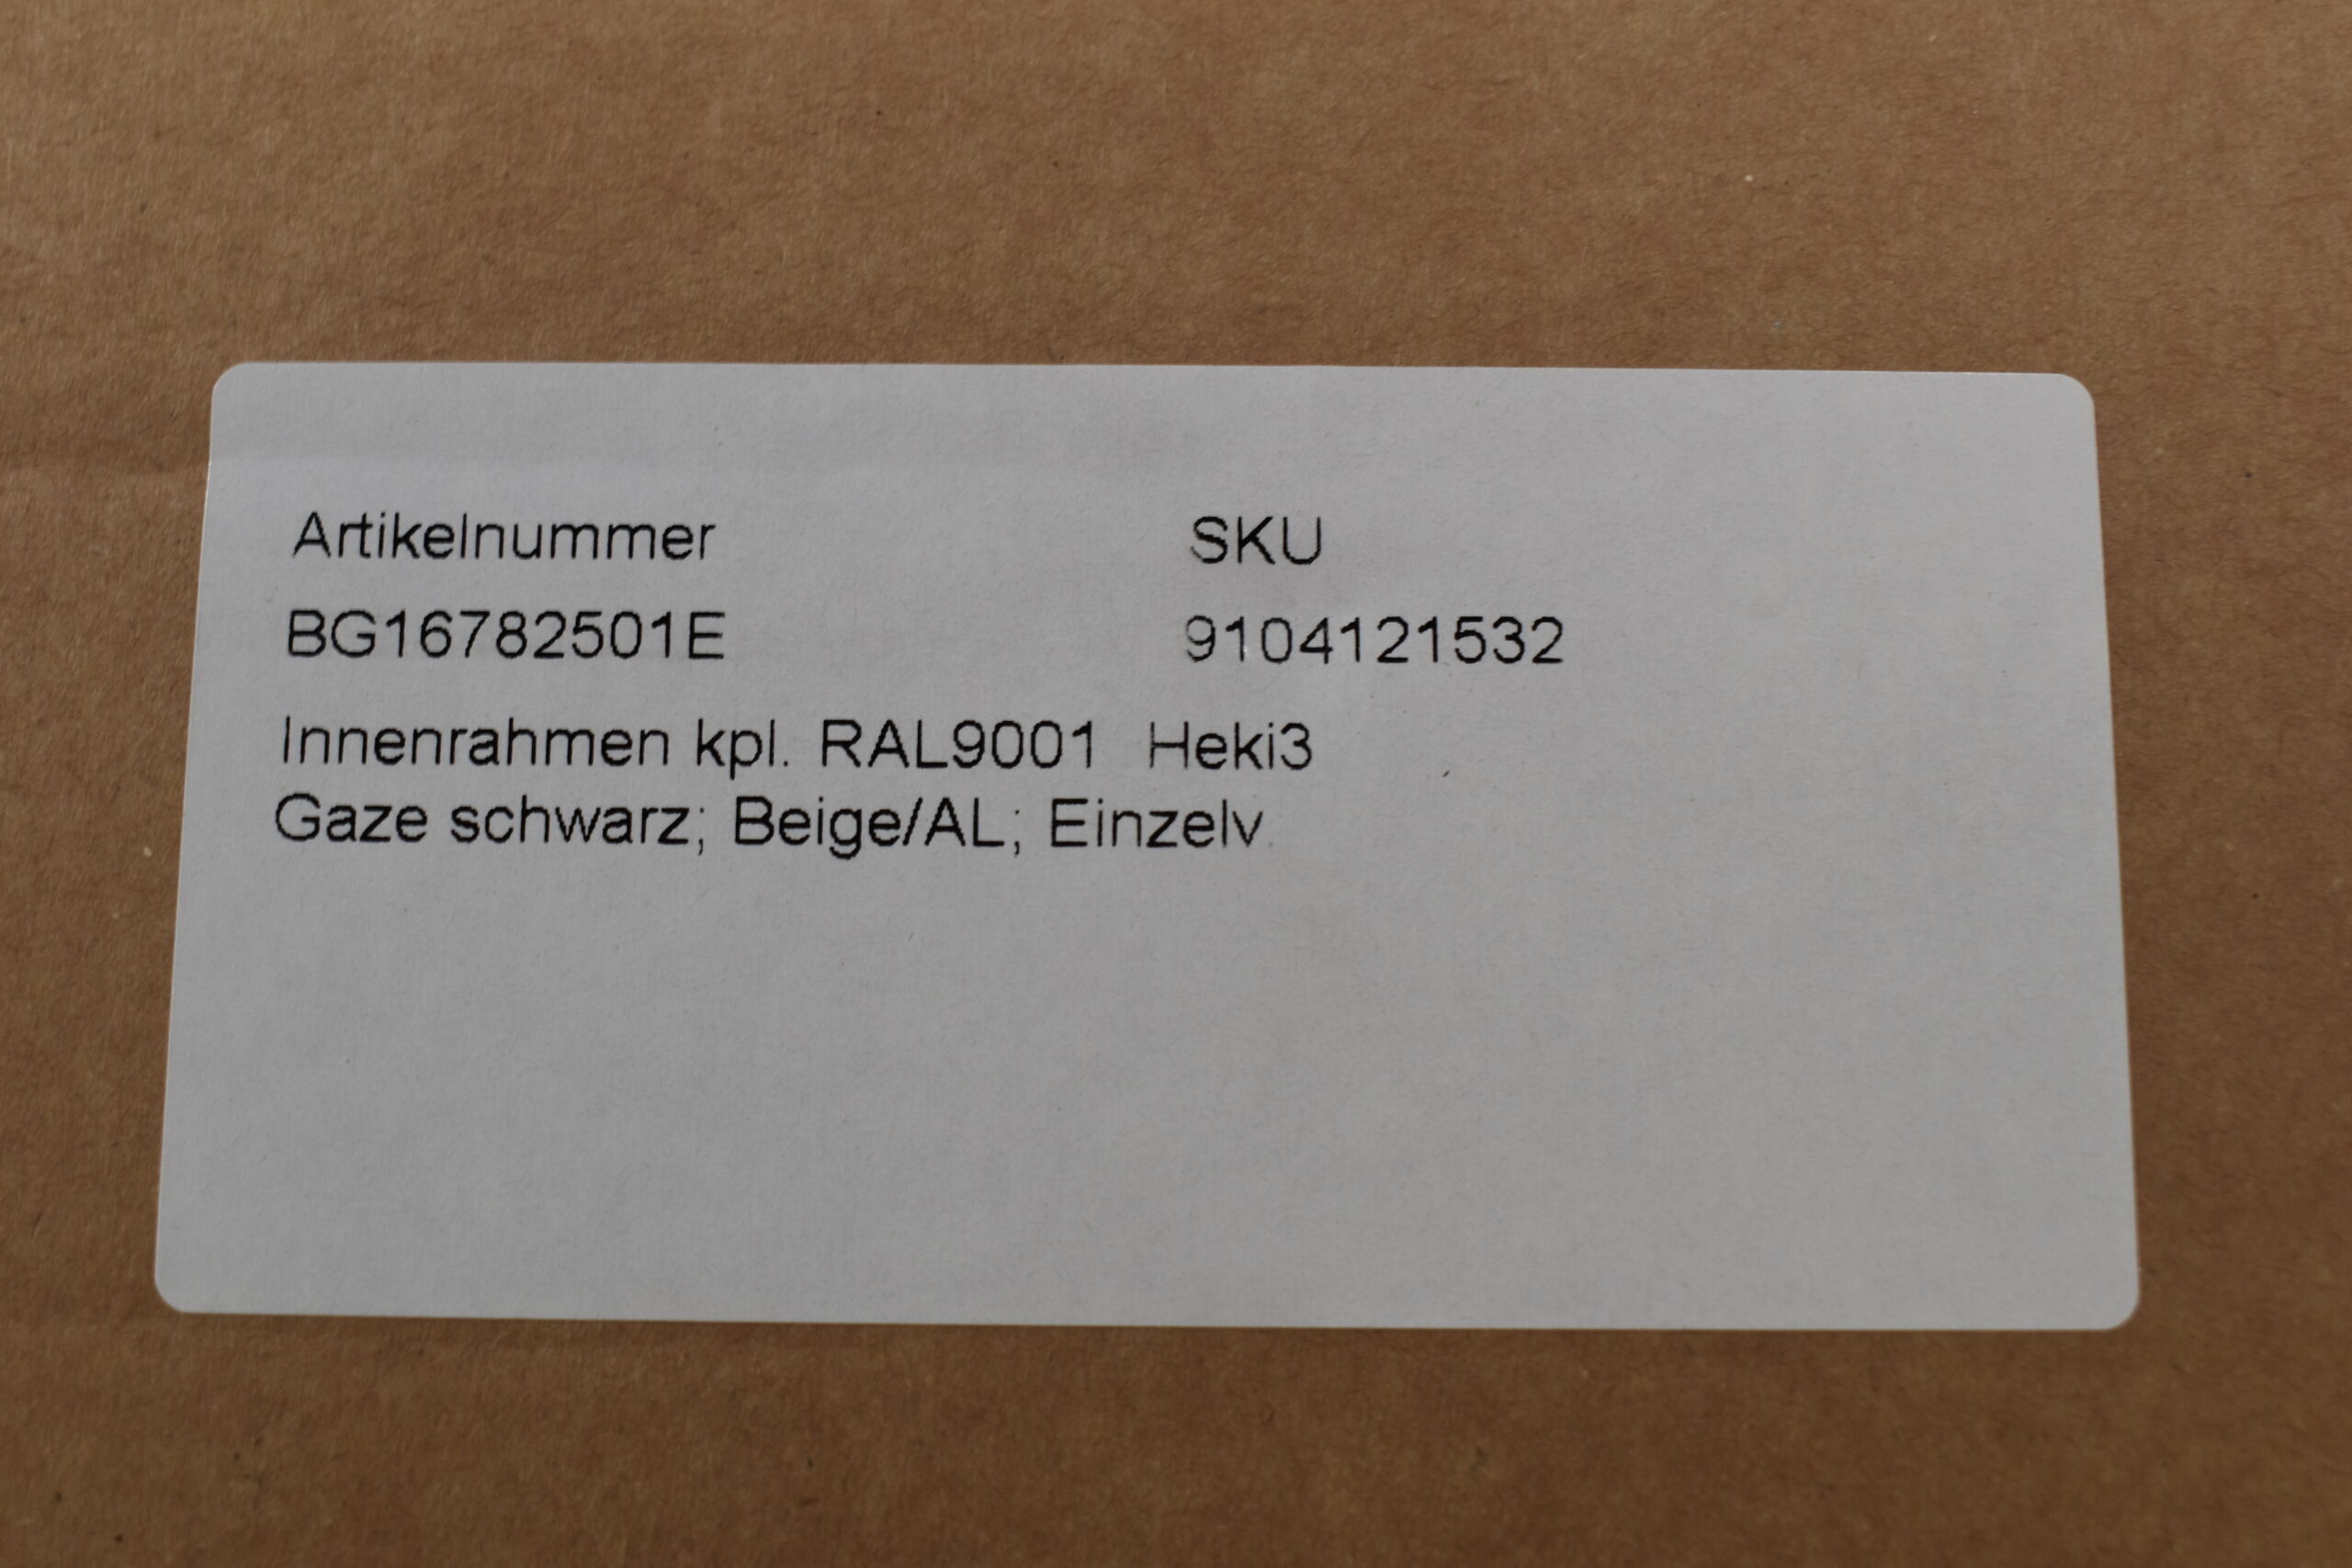 Artikelnummer SKU
BG16782501E 9104121532
Innenrahmen kpl. RAL9001 Heki3
Gaze schwarz; Beige/AL; Einzelv.